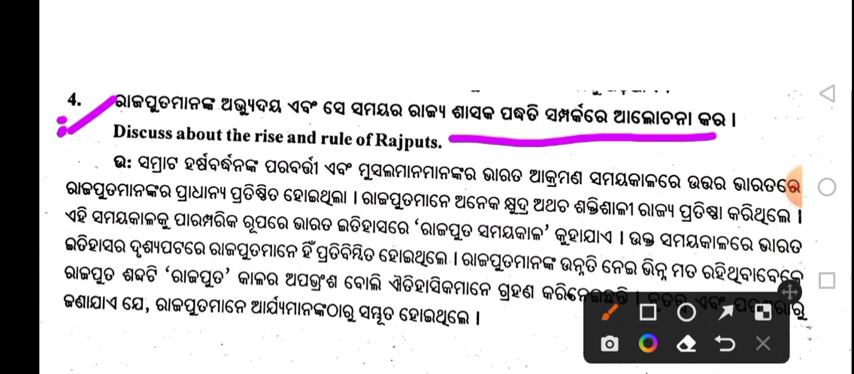 4. ରାଜପୁତମାନଙ୍କ ଅଭ୍ୟୁଦୟ ଏବଂ ସେ ସମୟର ରାଜ୍ୟ ଶାସକ ପଦ୍ଧତି ସମ୍ପର୍କରେ ଆଲୋଚନା କର ।
Discuss about the rise and rule of Rajputs.
ଉ: ସମ୍ରାଟ ହର୍ଷବର୍ଦ୍ଧନଙ୍କ ପରବର୍ତ୍ତୀ ଏବଂ ମୁସଲମାନମାନଙ୍କର ଭାରତ ଆକ୍ରମଣ ସମୟକାଳରେ ଉତ୍ତର ଭାରତରେ
ରାଜପୁତମାନଙ୍କର ପ୍ରାଧାନ୍ୟ ପ୍ରତିଷ୍ଠିତ ହୋଇଥିଲା । ରାଜପୁତମାନେ ଅନେକ କ୍ଷୁଦ୍ର ଅଥଚ ଶକ୍ତିଶାଳୀ ରାଜ୍ୟ ପ୍ରତିଷ୍ଠା କରିଥିଲେ ।
ଏହି ସମୟକାଳକୁ ପାରମ୍ପରିକ ରୂପରେ ଭାରତ ଇତିହାସରେ ‘ରାଜପୁତ ସମୟକାଳ’ କୁହାଯାଏ । ଉକ୍ତ ସମୟକାଳରେ ଭାରତ
ଇତିହାସର ଦୃଶ୍ୟପଟରେ ରାଜପୁତମାନେ ହିଁ ପ୍ରତିବିମ୍ବିତ ହୋଇଥିଲେ । ରାଜପୁତମାନଙ୍କ ଉନ୍ନତି ନେଇ ଭିନ୍ନ ମତ ରହିଥିବାବେଳେ
ରାଜପୁତ ଶବ୍ଦଟି ‘ରାଜପୁତ’ କାଳର ଅପଭ୍ରଂଶ ବୋଲି ଐତିହାସିକମାନେ ଗ୍ରହଣ କରିନେଇଛନ୍ତି । ଏବଂ
ଜଣାଯାଏ ଯେ, ରାଜପୁତମାନେ ଆର୍ଯ୍ୟମାନଙ୍କଠାରୁ ସମ୍ଭୂତ ହୋଇଥିଲେ ।